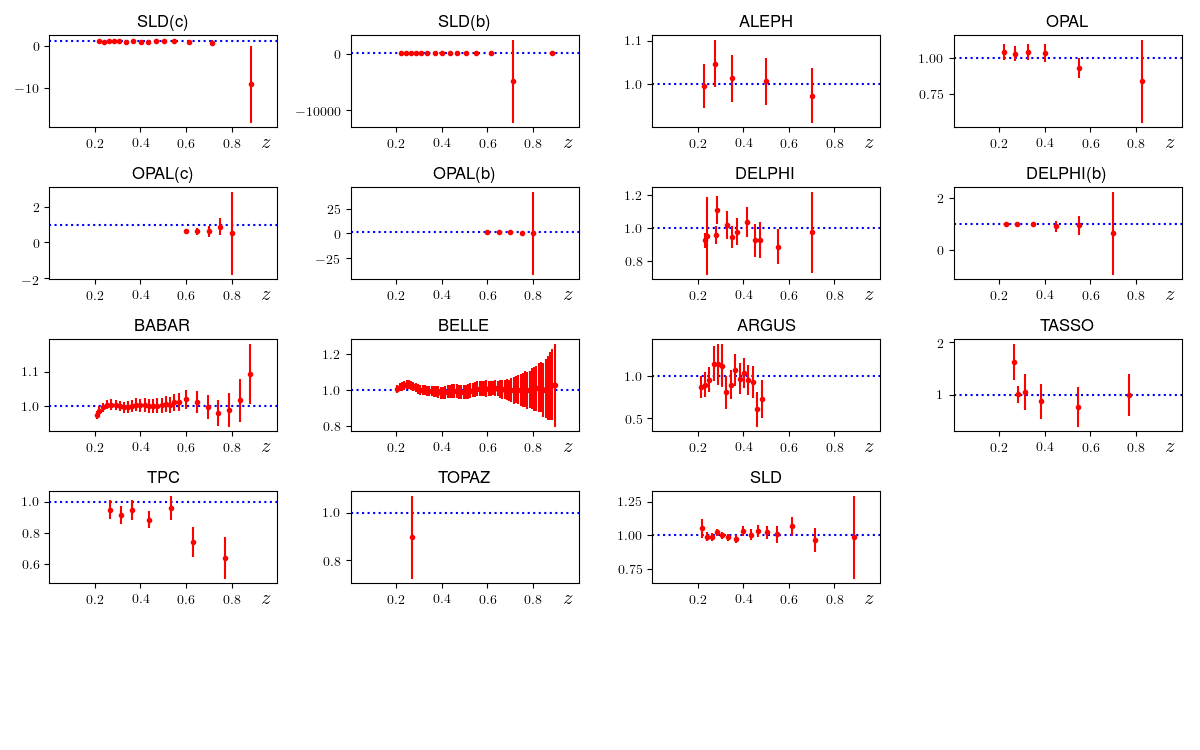 SLD(c) SLD(b) ALEPH OPAL
0 −10 0.2 0.4 0.6 0.8 z
0 −10000 0.2 0.4 0.6 0.8 z
1.1 1.0 0.2 0.4 0.6 0.8 z
1.00 0.75 0.2 0.4 0.6 0.8 z
OPAL(c) OPAL(b) DELPHI DELPHI(b)
2 0 −2 0.2 0.4 0.6 0.8 z
25 0 −25 0.2 0.4 0.6 0.8 z
1.2 1.0 0.8 0.2 0.4 0.6 0.8 z
2 0 0.2 0.4 0.6 0.8 z
BABAR BELLE ARGUS TASSO
1.1 1.0 0.2 0.4 0.6 0.8 z
1.2 1.0 0.8 0.2 0.4 0.6 0.8 z
1.0 0.5 0.2 0.4 0.6 0.8 z
2 1 0.2 0.4 0.6 0.8 z
TPC TOPAZ SLD
1.0 0.8 0.6 0.2 0.4 0.6 0.8 z
1.0 0.8 0.2 0.4 0.6 0.8 z
1.25 1.00 0.75 0.2 0.4 0.6 0.8 z